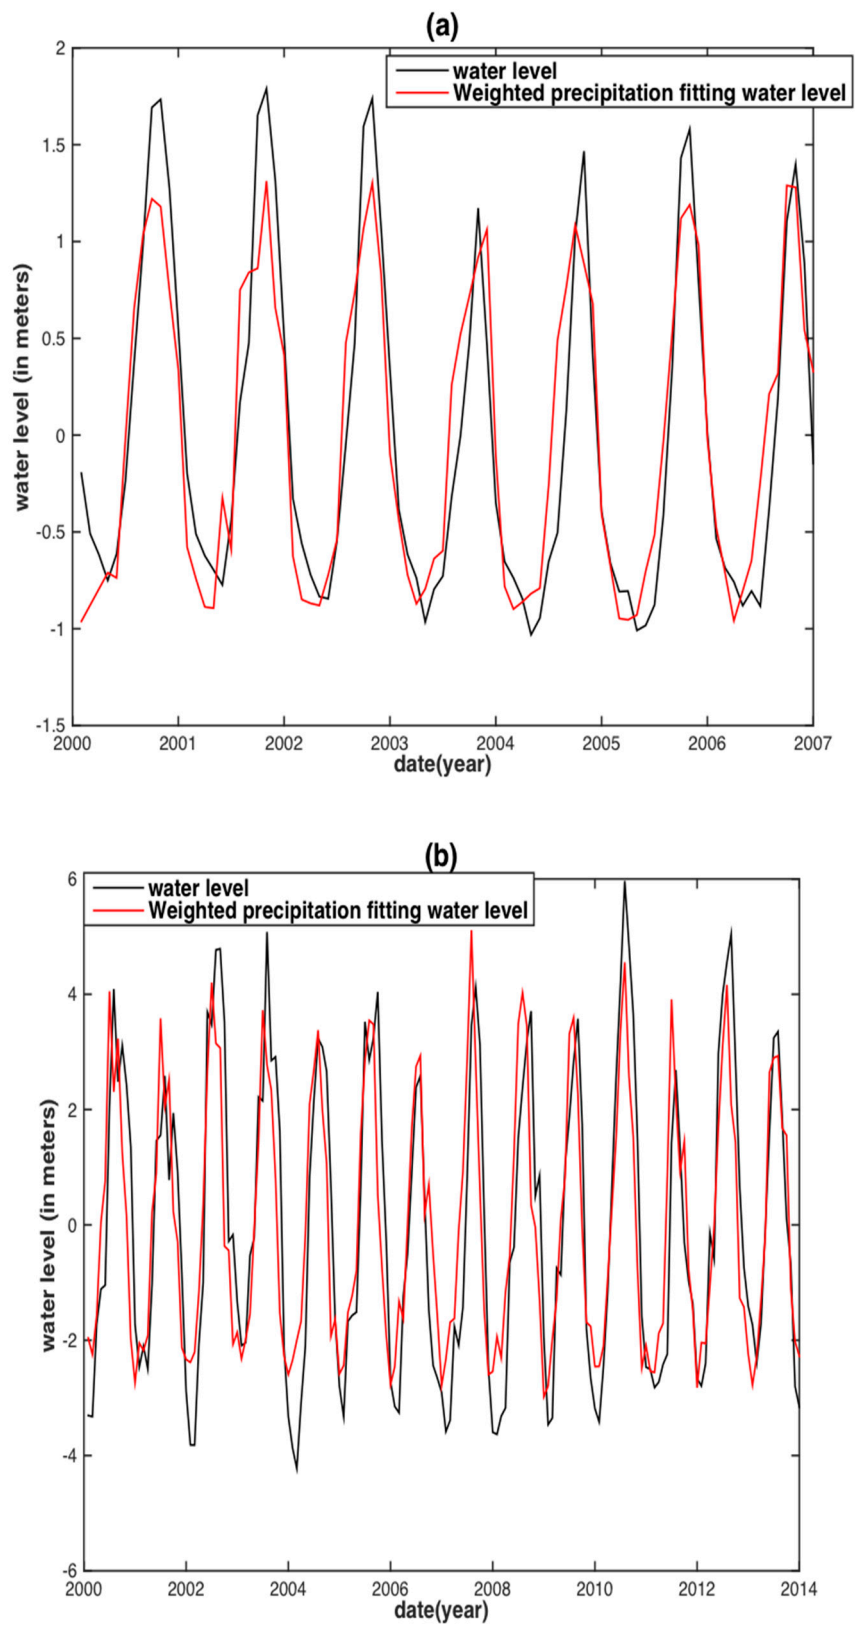 (a)
water level
Weighted precipitation fitting water level
2
1.5
1
0.5
0
-0.5
-1
-1.5
water level (in meters)
2000 2001 2002 2003 2004 2005 2006 2007
date(year)
(b)
water level
Weighted precipitation fitting water level
6
4
2
0
-2
-4
-6
water level (in meters)
2000 2002 2004 2006 2008 2010 2012 2014
date(year)